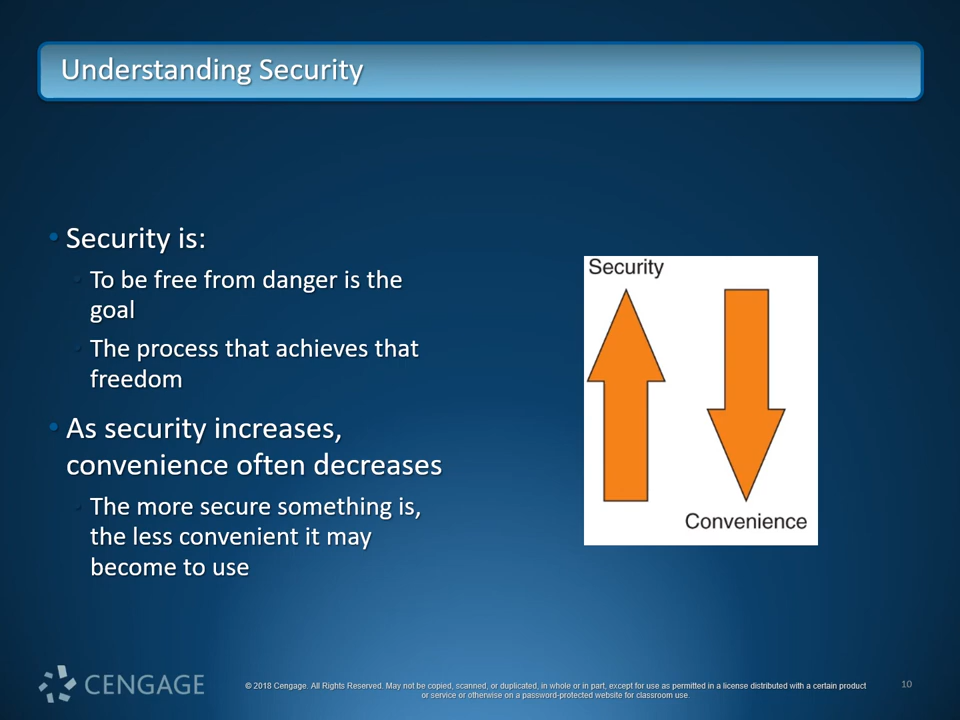 Understanding Security
• Security is:
• To be free from danger is the
goal
• The process that achieves that
freedom
• As security increases,
convenience often decreases
• The more secure something is,
the less convenient it may
become to use
Security
Convenience
CENGAGE
© 2018 Cengage. All Rights Reserved. May not be copied, scanned, or duplicated, in whole or in part, except for use as permitted in a license distributed with a certain product
or service or otherwise on a password-protected website for classroom use.
10